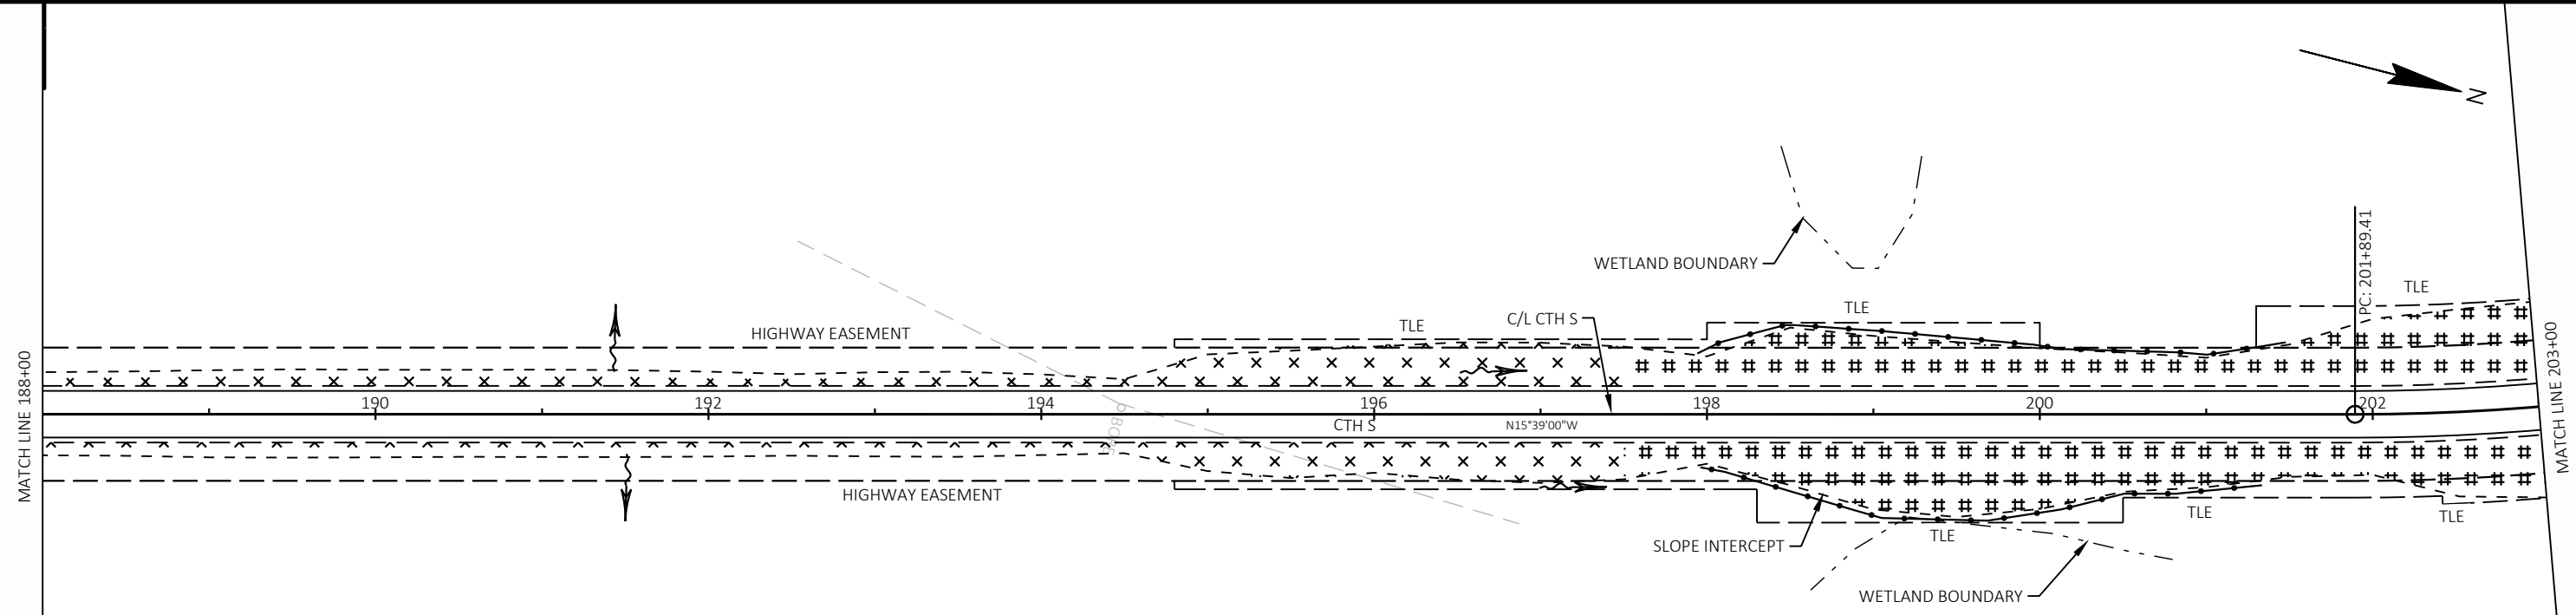 N
WETLAND BOUNDARY
PC: 201+89.41
TLE
TLE
C/L CTH S
TLE
HIGHWAY EASEMENT
MATCH LINE 188+00
MATCH LINE 203+00
190
192
194
196
198
200
202
CTH S
N15°39'00"W
HIGHWAY EASEMENT
TLE
TLE
TLE
SLOPE INTERCEPT
WETLAND BOUNDARY